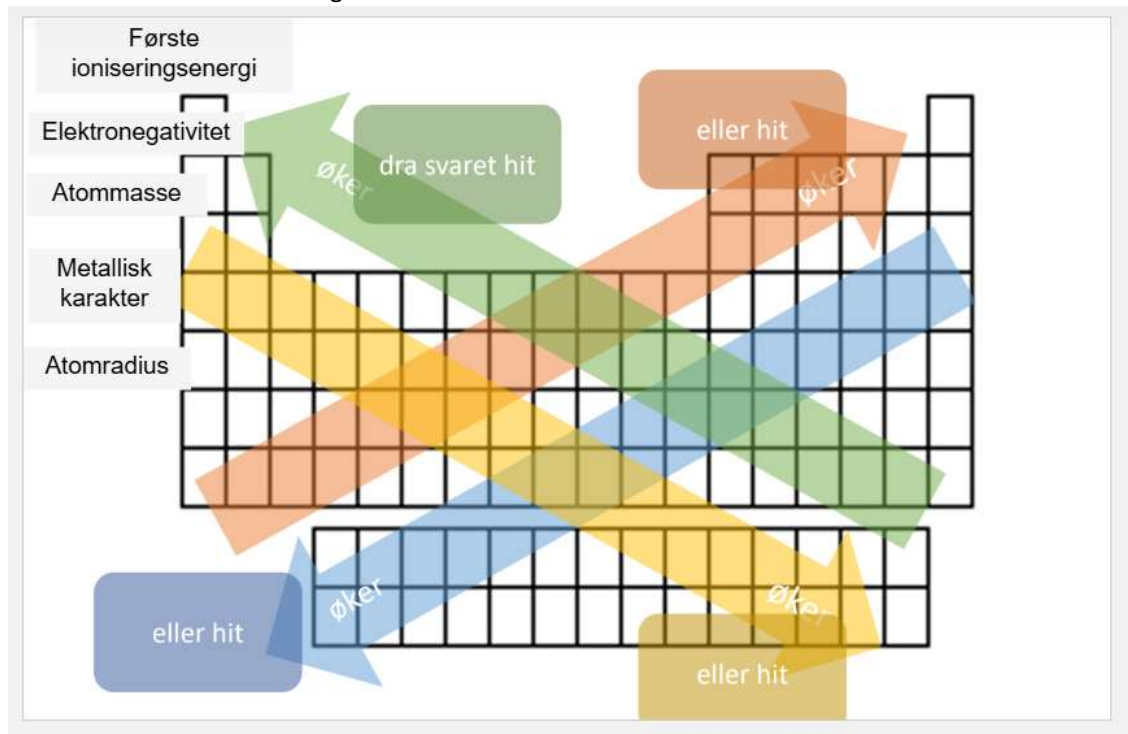 Første
ioniseringsenergi
Elektronegativitet
Atommasse
Metallisk
karakter
Atomradius
øker
dra svaret hit
eller hit
øker
eller hit
øker
øker
eller hit